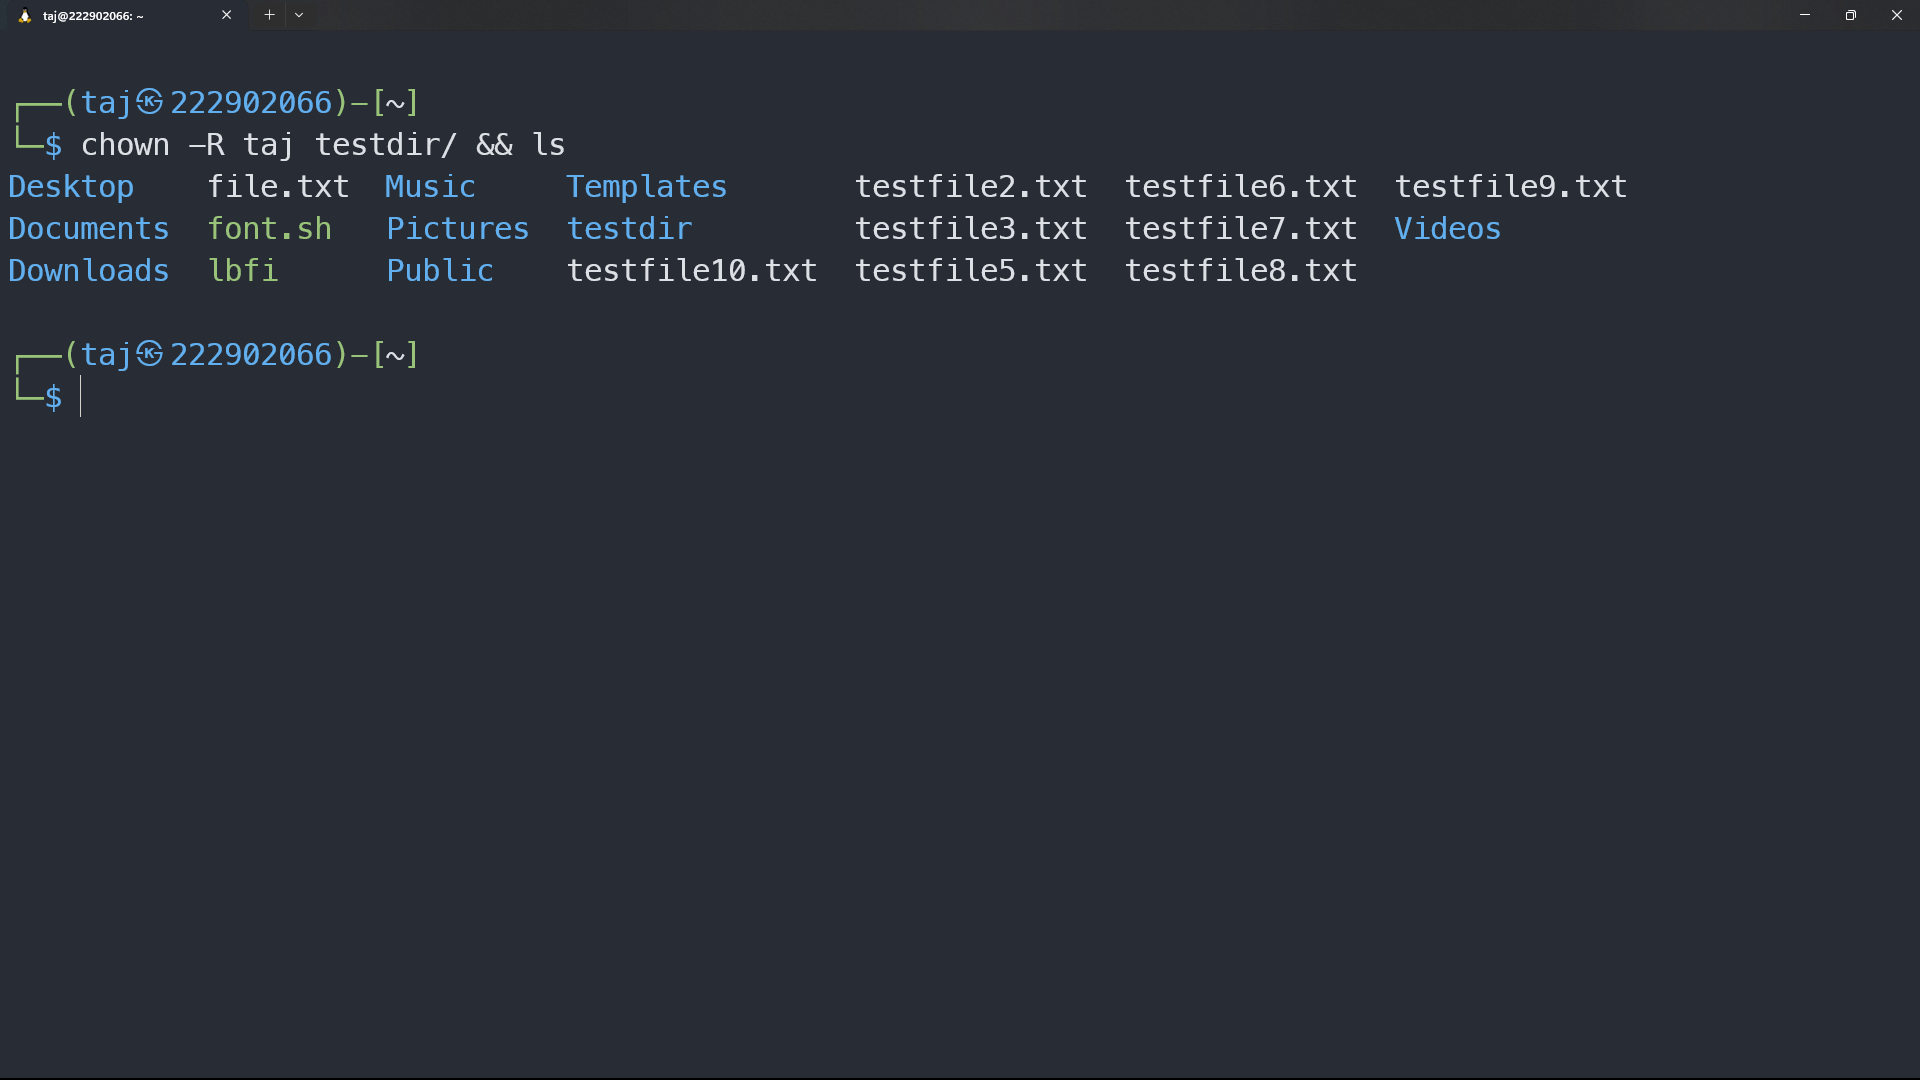 taj@222902066: ~
┌──(taj㉿222902066)-[~]
└─$ chown -R taj testdir/ && ls
Desktop    file.txt  Music     Templates       testfile2.txt  testfile6.txt  testfile9.txt
Documents  font.sh   Pictures  testdir         testfile3.txt  testfile7.txt  Videos
Downloads  lbfi      Public    testfile10.txt  testfile5.txt  testfile8.txt
┌──(taj㉿222902066)-[~]
└─$